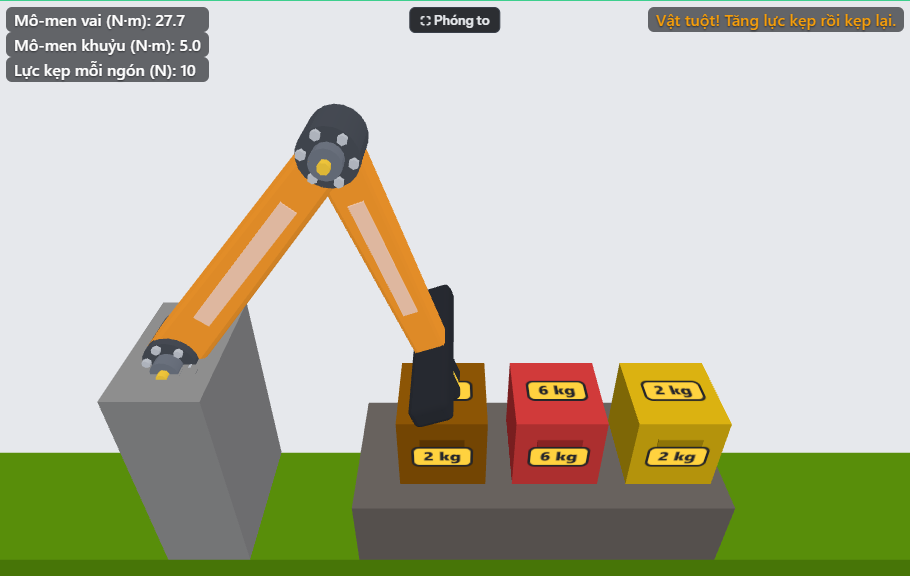 Mô-men vai (N·m): 27.7
Mô-men khuỷu (N·m): 5.0
Lực kẹp mỗi ngón (N): 10
Phóng to
Vật tuột! Tăng lực kẹp rồi kẹp lại.
6 kg
2 kg
2 kg
6 kg
2 kg